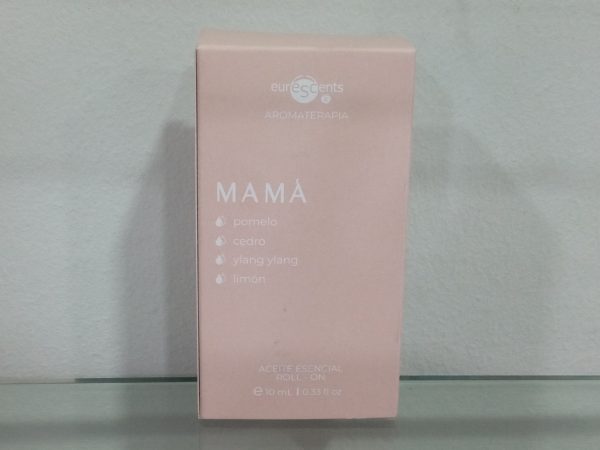 eurescents
AROMATERAPIA
MAMÁ
pomelo
cedro
ylang ylang
limón
ACEITE ESENCIAL
ROLL - ON
℮ 10 mL | 0.33 fl oz